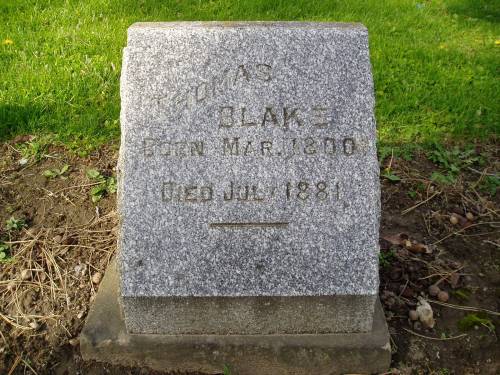 THOMAS
BLAKE
BORN MAR. 1800
DIED JUL. 1881.